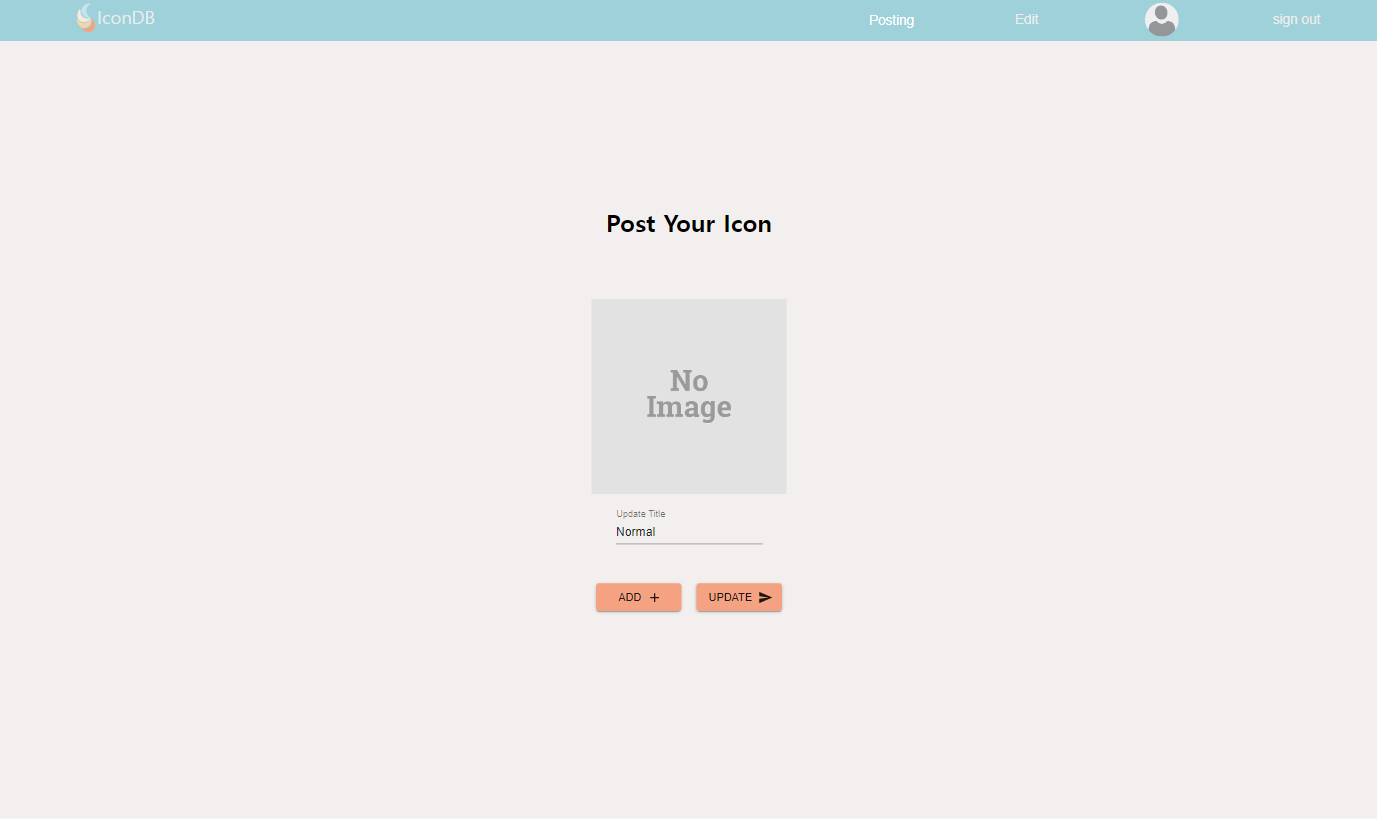 IconDB
Posting
Edit
sign out
Post Your Icon
No
Image
Update Title
Normal
ADD
UPDATE